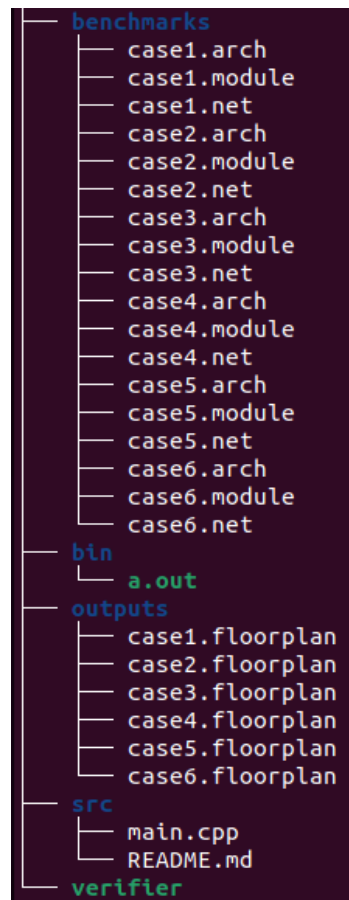 benchmarks
case1.arch
case1.module
case1.net
case2.arch
case2.module
case2.net
case3.arch
case3.module
case3.net
case4.arch
case4.module
case4.net
case5.arch
case5.module
case5.net
case6.arch
case6.module
case6.net
bin
a.out
outputs
case1.floorplan
case2.floorplan
case3.floorplan
case4.floorplan
case5.floorplan
case6.floorplan
src
main.cpp
README.md
verifier